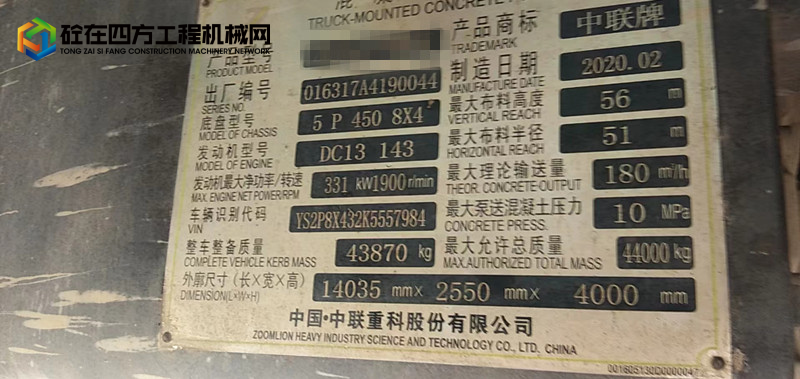 砼在四方工程机械网
TONG ZAI SI FANG CONSTRUCTION MACHINERY NETWORK
TRUCK-MOUNTED CONCRETE
产品型号
PRODUCT MODEL
产品商标 中联牌
TRADEMARK
出厂编号 016317A4190044
SERIES NO.
制造日期 2020.02
MANUFACTURE DATE
底盘型号 5 P 450 8X4
MODEL OF CHASSIS
最大布料高度 56 m
VERTICAL REACH
发动机型号 DC13 143
MODEL OF ENGINE
最大布料半径 51 m
HORIZONTAL REACH
发动机最大净功率/转速 331 kW1900r/min
MAX. ENGINE NET POWER/RPM
最大理论输送量 180 m³/h
THEOR. CONCRETE OUTPUT
车辆识别代码 YS2P8X432K5557984
VIN
最大泵送混凝土压力 10 MPa
CONCRETE PRESS.
整车整备质量 43870 kg
COMPLETE VEHICLE KERB MASS
最大允许总质量 44000kg
MAX.AUTHORIZED TOTAL MASS
外廓尺寸(长×宽×高) 14035 mm× 2550 mm× 4000 mm
DIMENSION(L×W×H)
中国·中联重科股份有限公司
ZOOMLION HEAVY INDUSTRY SCIENCE AND TECHNOLOGY CO., LTD. CHINA